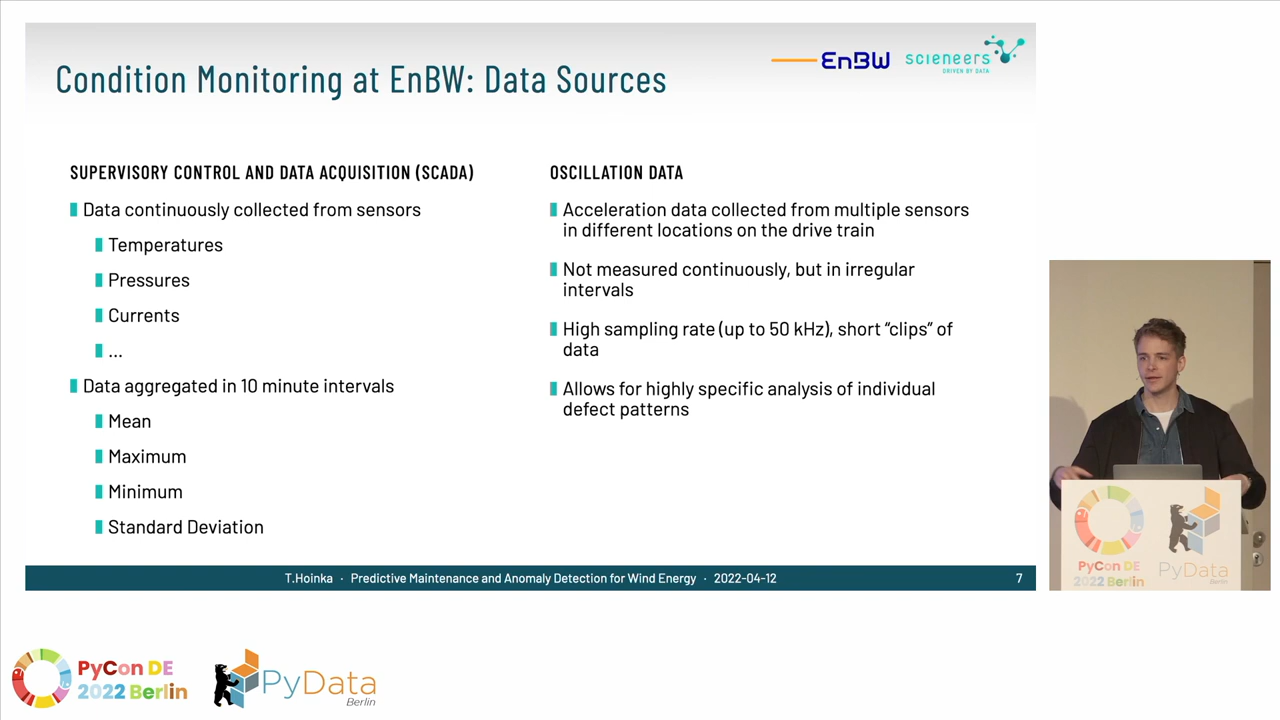 Condition Monitoring at EnBW: Data Sources
EnBW
scieneers
DRIVEN BY DATA
SUPERVISORY CONTROL AND DATA ACQUISITION (SCADA)
Data continuously collected from sensors
Temperatures
Pressures
Currents
...
Data aggregated in 10 minute intervals
Mean
Maximum
Minimum
Standard Deviation
OSCILLATION DATA
Acceleration data collected from multiple sensors
in different locations on the drive train
Not measured continuously, but in irregular
intervals
High sampling rate (up to 50 kHz), short “clips” of
data
Allows for highly specific analysis of individual
defect patterns
T.Hoinka · Predictive Maintenance and Anomaly Detection for Wind Energy · 2022-04-12
7
PyCon DE
2022 Berlin
PyData
Berlin
PyCon DE
2022 Berlin
PyData
Berlin